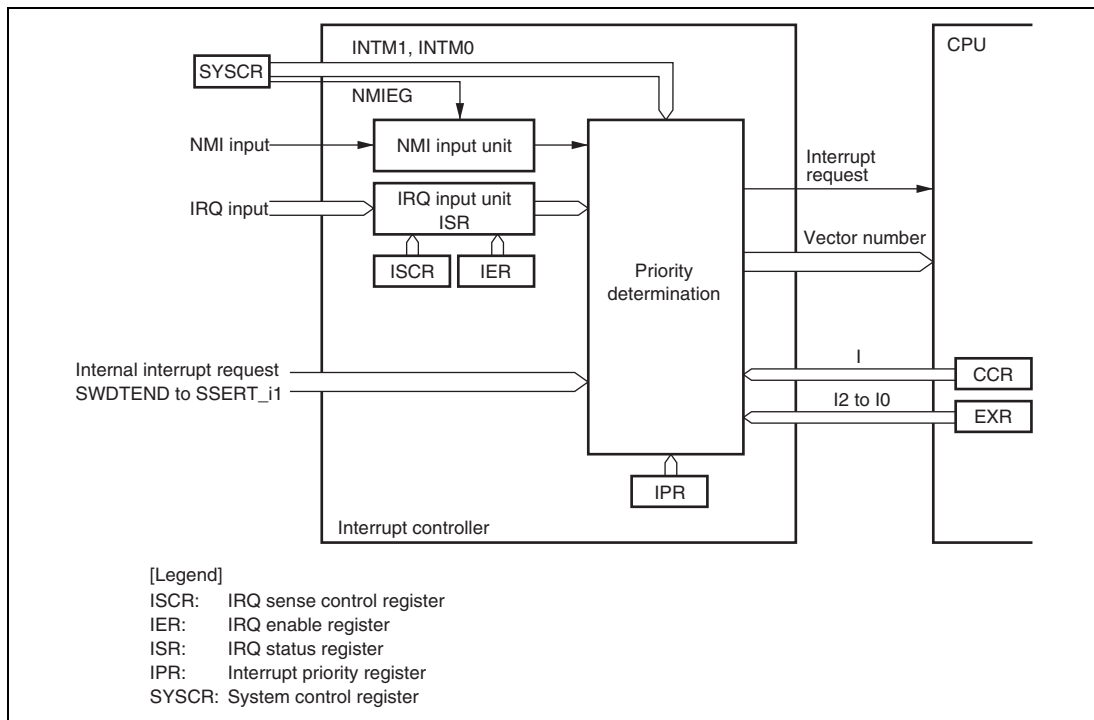 INTM1, INTM0
CPU
SYSCR
NMIEG
NMI input
NMI input unit
Interrupt
request
IRQ input
IRQ input unit
ISR
Vector number
ISCR
IER
Priority
determination
Internal interrupt request
SWDTEND to SSERT_i1
I
CCR
I2 to I0
EXR
IPR
Interrupt controller
[Legend]
ISCR: IRQ sense control register
IER: IRQ enable register
ISR: IRQ status register
IPR: Interrupt priority register
SYSCR: System control register